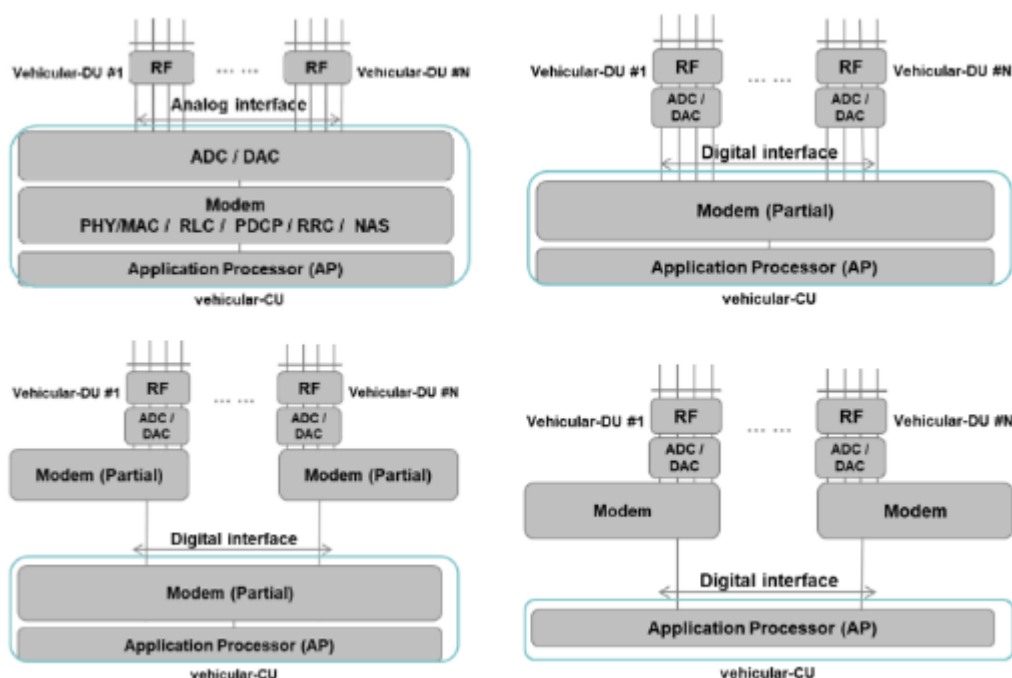 Vehicular-DU #1 RF ... ... RF Vehicular-DU #N
Analog interface
ADC / DAC
Modem
PHY/MAC / RLC / PDCP / RRC / NAS
Application Processor (AP)
vehicular-CU
Vehicular-DU #1 RF ... ... RF Vehicular-DU #N
ADC / DAC ADC / DAC
Digital interface
Modem (Partial)
Application Processor (AP)
vehicular-CU
Vehicular-DU #1 RF ... ... RF Vehicular-DU #N
ADC / DAC ADC / DAC
Modem (Partial) Modem (Partial)
Digital interface
Modem (Partial)
Application Processor (AP)
vehicular-CU
Vehicular-DU #1 RF ... ... RF Vehicular-DU #N
ADC / DAC ADC / DAC
Modem Modem
Digital interface
Application Processor (AP)
vehicular-CU